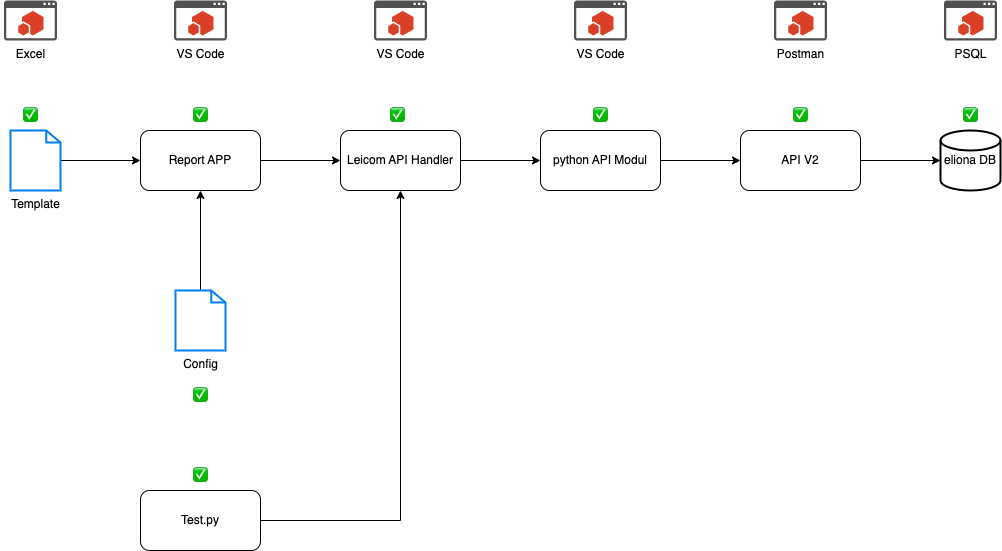 Excel
VS Code
VS Code
VS Code
Postman
PSQL
Report APP
Leicom API Handler
python API Modul
API V2
eliona DB
Template
Config
Test.py